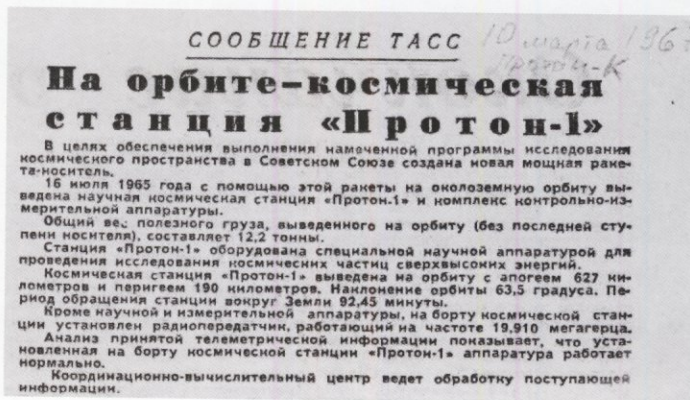 СООБЩЕНИЕ ТАСС
10 марта 196
Протон-К
На орбите–космическая
станция «Протон-1»
В целях обеспечения выполнения намеченной программы исследования
космического пространства в Советском Союзе создана новая мощная раке-
та-носитель.
16 июля 1965 года с помощью этой ракеты на околоземную орбиту вы-
ведена научная космическая станция «Протон-1» и комплекс контрольно-из-
мерительной аппаратуры.
Общий вес полезного груза, выведенного на орбиту (без последней сту-
пени носителя), составляет 12,2 тонны.
Станция «Протон-1» оборудована специальной научной аппаратурой для
проведения исследования космических частиц сверхвысоких энергий.
Космическая станция «Протон-1» выведена на орбиту с апогеем 627 ки-
лометров и перигеем 190 километров. Наклонение орбиты 63,5 градуса. Пе-
риод обращения станции вокруг Земли 92,45 минуты.
Кроме научной и измерительной аппаратуры, на борту космической стан-
ции установлен радиопередатчик, работающий на частоте 19,910 мегагерца.
Анализ принятой телеметрической информации показывает, что уста-
новленная на борту космической станции «Протон-1» аппаратура работает
нормально.
Координационно-вычислительный центр ведет обработку поступающей
информации.